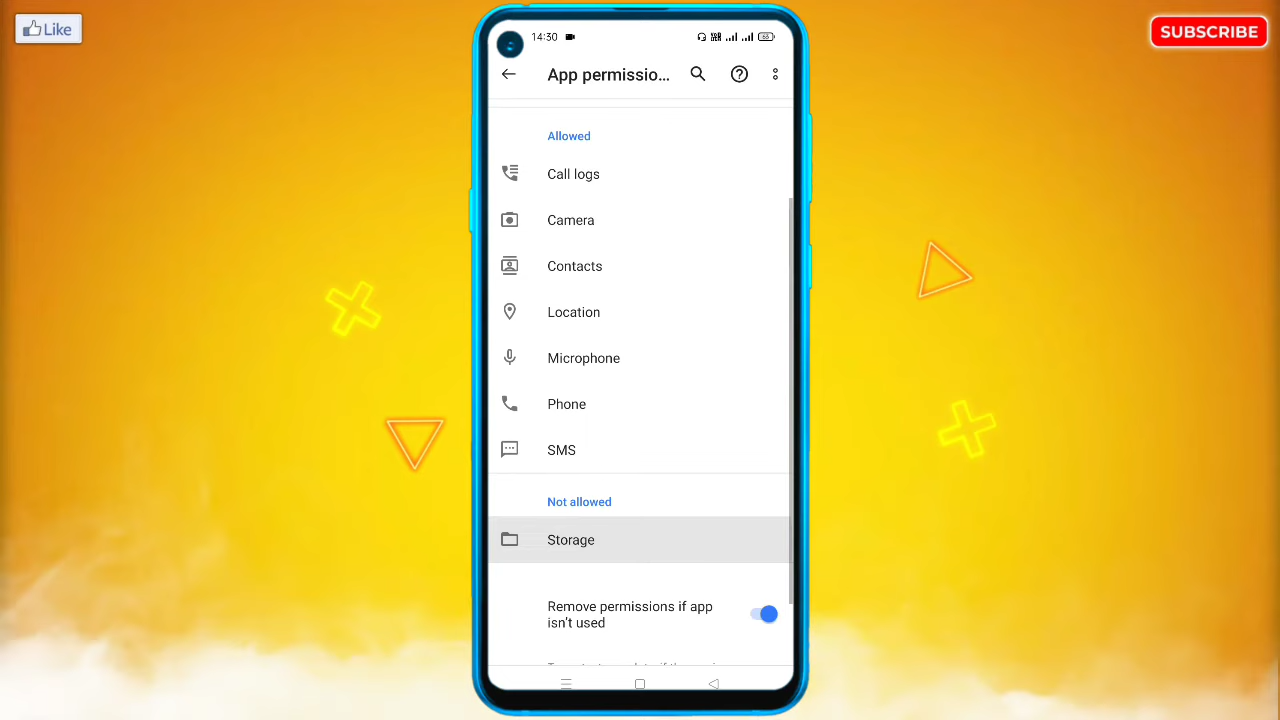 Like
SUBSCRIBE
14:30
App permissio...
Allowed
Call logs
Camera
Contacts
Location
Microphone
Phone
SMS
Not allowed
Storage
Remove permissions if app
isn't used